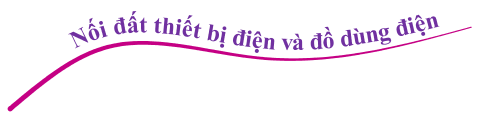 Nối đất thiết bị điện và đồ dùng điện